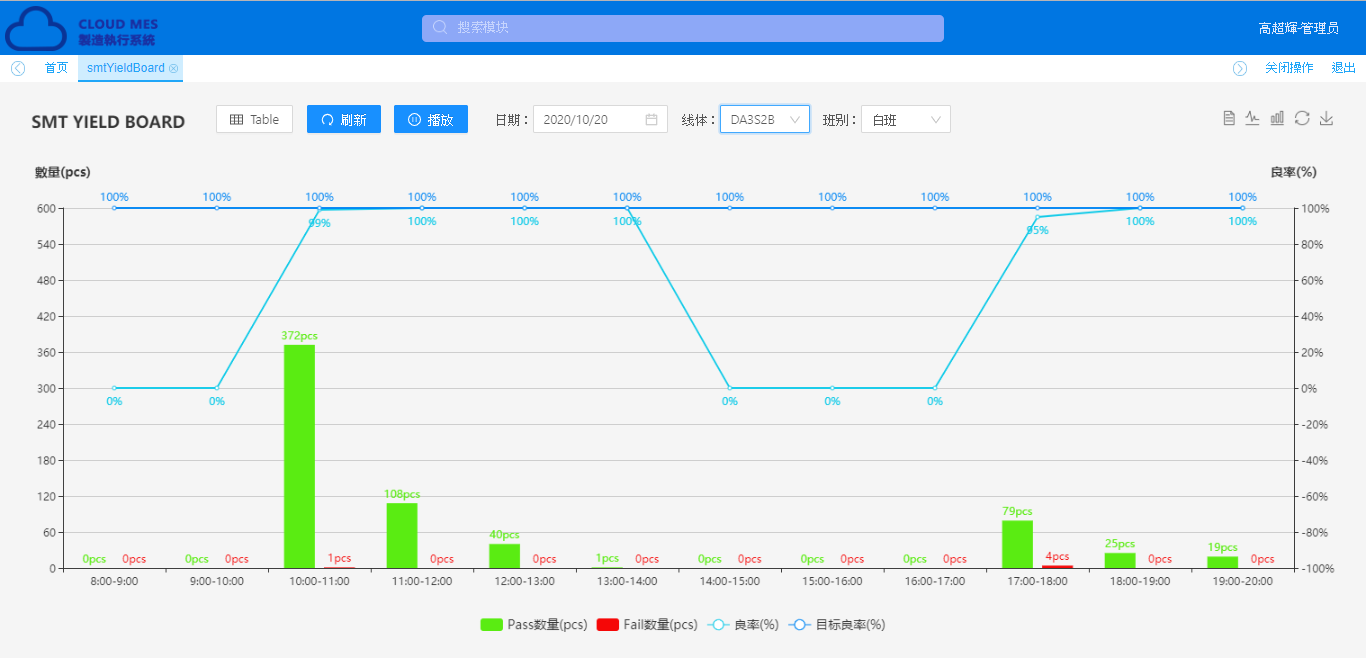 CLOUD MES
製造執行系統
搜索模块
高超輝-管理员
首页
smtYieldBoard
关闭操作 退出
SMT YIELD BOARD
Table
刷新
播放
日期：
2020/10/20
线体：
DA3S2B
班别：
白班
數量(pcs) 良率(%)
100% 100% 100% 100% 100% 100% 100% 100% 100% 100% 100% 100%
600 100%
99% 100% 100% 100% 95% 100% 100%
540 80%
480 60%
420 40%
372pcs
360 20%
300 0%
0% 0% 0% 0% 0%
240 -20%
180 -40%
108pcs
120 -60%
79pcs
60 -80%
40pcs 25pcs 19pcs
0pcs 0pcs 0pcs 0pcs 1pcs 0pcs 0pcs 1pcs 0pcs 0pcs 0pcs 0pcs 0pcs 0pcs 0pcs 4pcs 0pcs 0pcs
0 -100%
8:00-9:00 9:00-10:00 10:00-11:00 11:00-12:00 12:00-13:00 13:00-14:00 14:00-15:00 15:00-16:00 16:00-17:00 17:00-18:00 18:00-19:00 19:00-20:00
Pass数量(pcs) Fail数量(pcs) 良率(%) 目标良率(%)